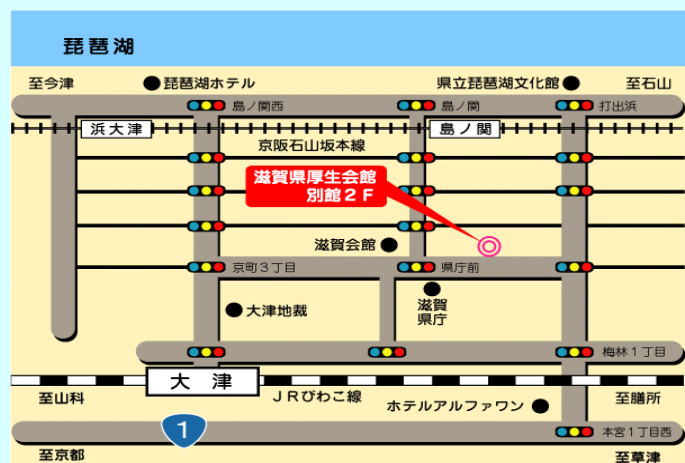 琵琶湖
至今津
琵琶湖ホテル
県立琵琶湖文化館
至石山
島ノ関西
島ノ関
打出浜
浜大津
島ノ関
京阪石山坂本線
滋賀県厚生会館
別館2F
滋賀会館
京町3丁目
県庁前
大津地裁
滋賀
県庁
梅林1丁目
大津
至山科
JRびわこ線
ホテルアルファワン
至膳所
1
本宮1丁目西
至京都
至草津